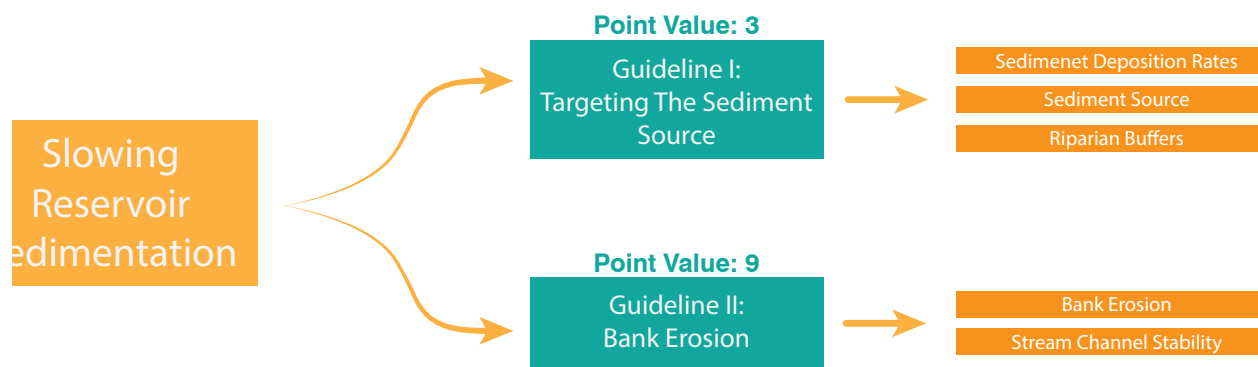 Slowing
Reservoir
edimentation
Point Value: 3
Guideline I:
Targeting The Sediment
Source
Sedimenet Deposition Rates
Sediment Source
Riparian Buffers
Point Value: 9
Guideline II:
Bank Erosion
Bank Erosion
Stream Channel Stability